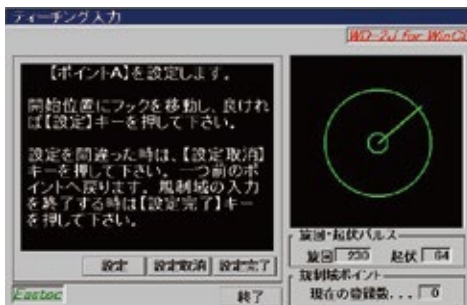 ティーチング入力
WD-2J for WinCE
【ポイントA】を設定します。
開始位置にフックを移動し、良けれ
ば【設定】キーを押して下さい。
設定を間違った時は、【設定取消】
キーを押して下さい。一つ前のポ
イントへ戻ります。規制域の入力
を終了する時は【設定完了】キー
を押して下さい。
設定
設定取消
設定完了
旋回・起伏パルス
旋回 230 起伏 64
規制域ポイント
現在の登録数... 0
Eastec
終了